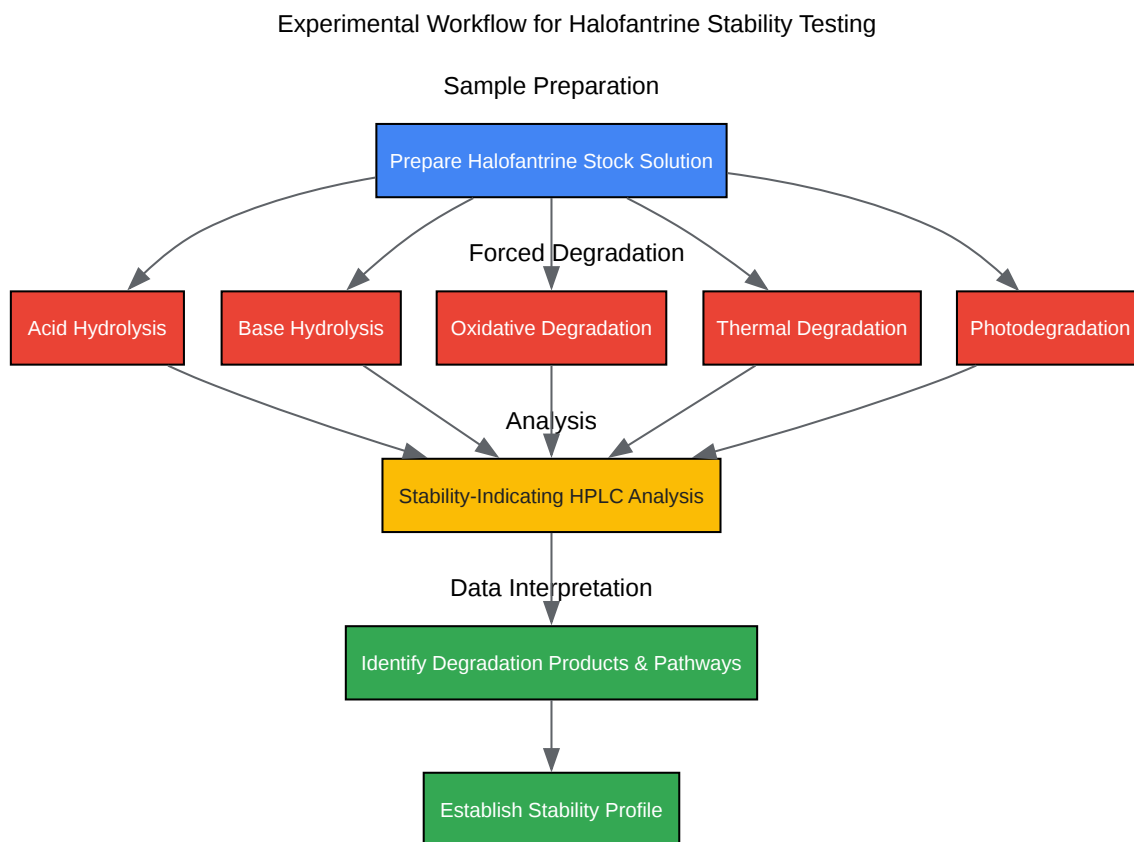 Experimental Workflow for Halofantrine Stability Testing
Sample Preparation
Prepare Halofantrine Stock Solution
Forced Degradation
Acid Hydrolysis
Base Hydrolysis
Oxidative Degradation
Thermal Degradation
Photodegradation
Analysis
Stability-Indicating HPLC Analysis
Data Interpretation
Identify Degradation Products & Pathways
Establish Stability Profile